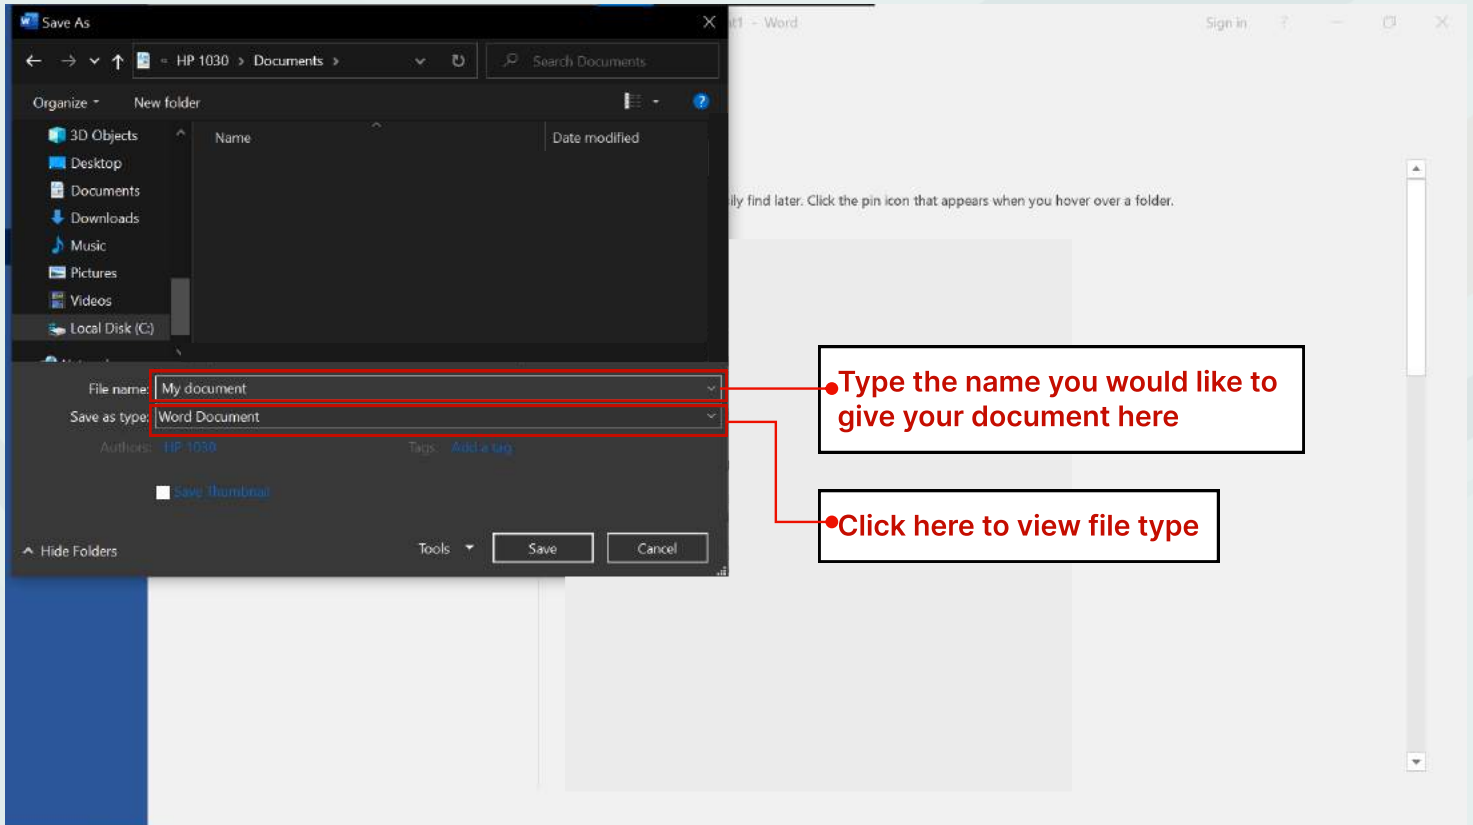 Save As
nt1 - Word
Sign in ?
« HP 1030 > Documents >
Search Documents
Organize
New folder
?
3D Objects
Name
Date modified
Desktop
Documents
ily find later. Click the pin icon that appears when you hover over a folder.
Downloads
Music
Pictures
Videos
Local Disk (C:)
File name: My document
Type the name you would like to
give your document here
Save as type: Word Document
Authors: HP 1030
Tags: Add a tag
Save Thumbnail
Click here to view file type
Hide Folders
Tools
Save
Cancel